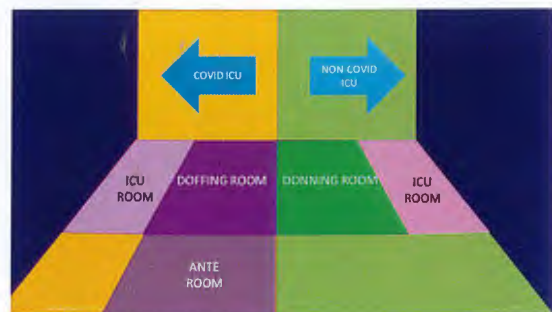 COVID ICU
NON-COVID
ICU
ICU
ROOM
DOFFING ROOM
DONNING ROOM
ICU
ROOM
ANTE
ROOM